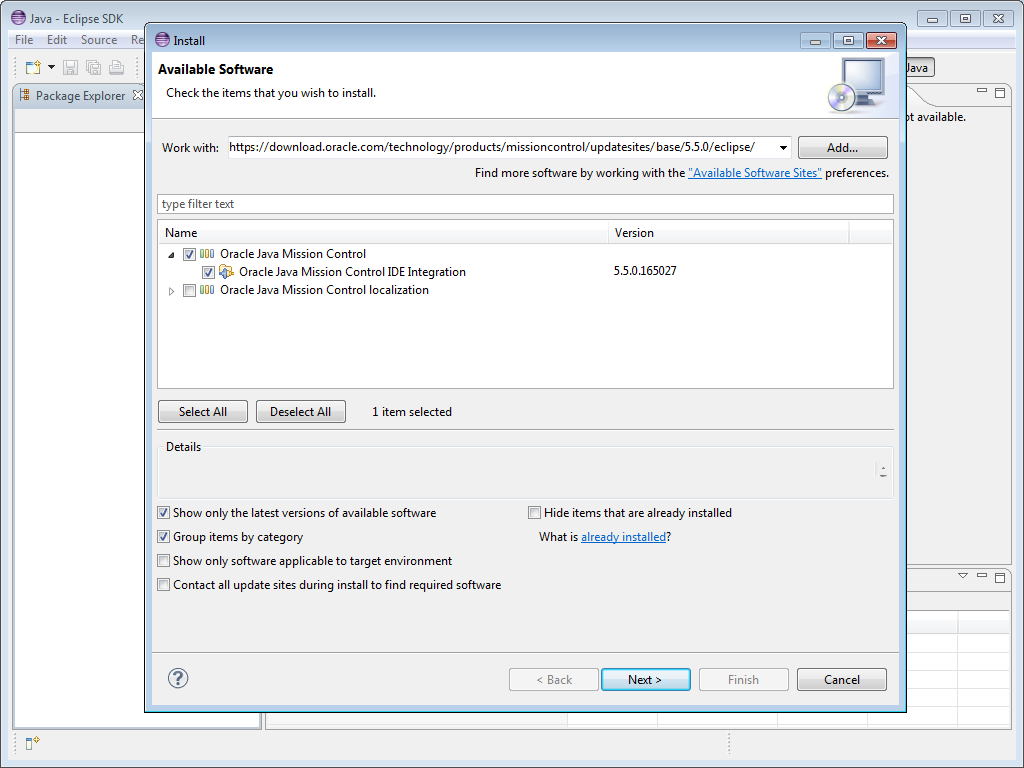 Java - Eclipse SDK
File Edit Source Re
Install
Available Software
Check the items that you wish to install.
Java
Package Explorer
ot available.
Work with: https://download.oracle.com/technology/products/missioncontrol/updatesites/base/5.5.0/eclipse/ Add...
Find more software by working with the "Available Software Sites" preferences.
type filter text
Name Version
Oracle Java Mission Control
Oracle Java Mission Control IDE Integration 5.5.0.165027
Oracle Java Mission Control localization
Select All Deselect All 1 item selected
Details
Show only the latest versions of available software Hide items that are already installed
Group items by category What is already installed?
Show only software applicable to target environment
Contact all update sites during install to find required software
? < Back Next > Finish Cancel